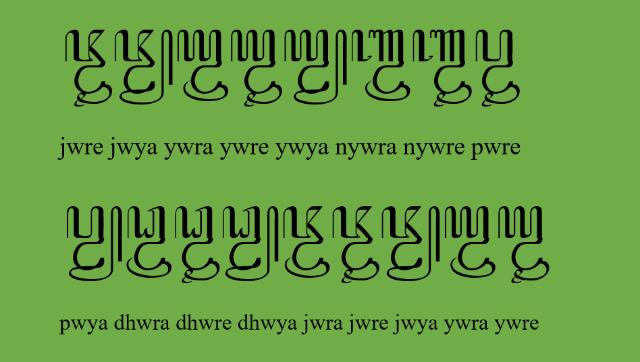 ꦗ꧀ꦮꦽꦗ꧀ꦮꦾꦪ꧀ꦮꦿꦪ꧀ꦮꦽꦪ꧀ꦮꦾꦚ꧀ꦮꦿꦚ꧀ꦮꦽꦥ꧀ꦮꦽ
jwre jwya ywra ywre ywya nywra nywre pwre
ꦥ꧀ꦮꦾꦝ꧀ꦮꦿꦝ꧀ꦮꦽꦝ꧀ꦮꦾꦗ꧀ꦮꦿꦗ꧀ꦮꦽꦗ꧀ꦮꦾꦪ꧀ꦮꦿꦪ꧀ꦮꦽ
pwya dhwra dhwre dhwya jwra jwre jwya ywra ywre